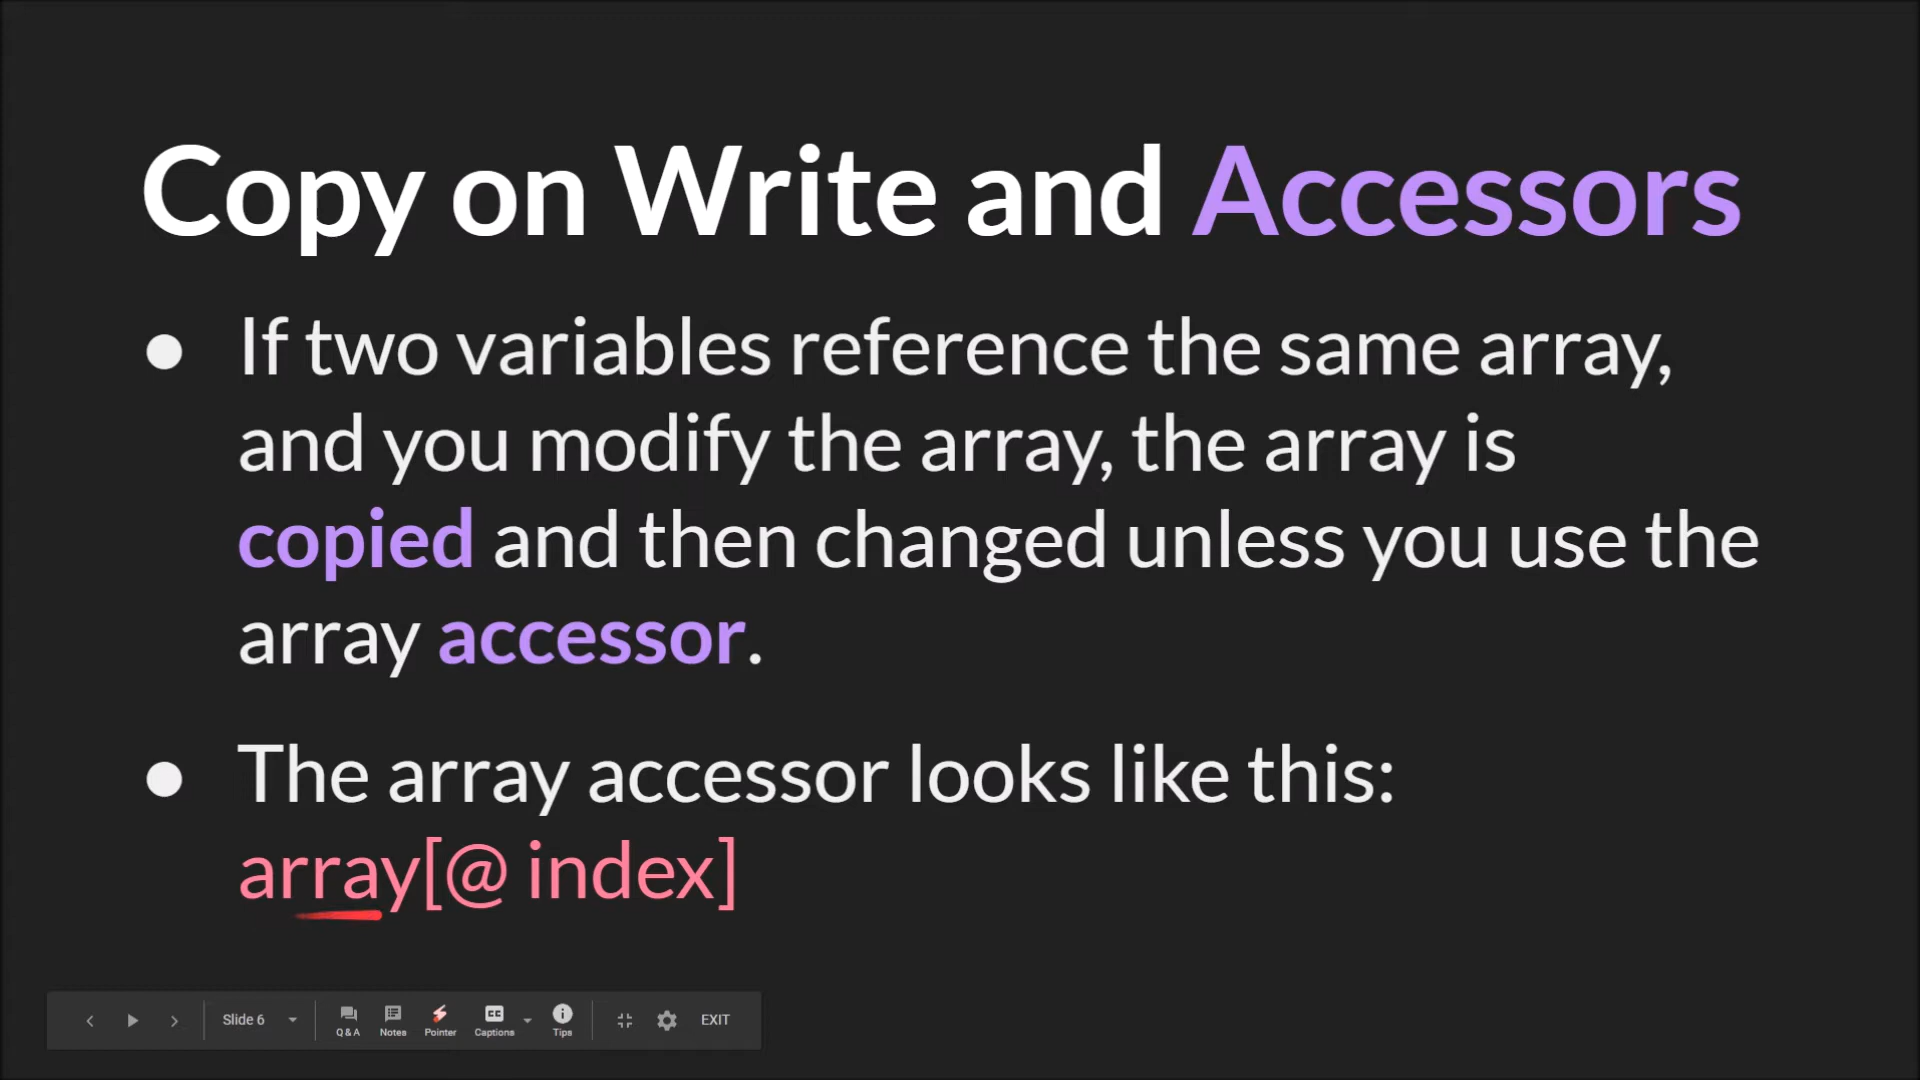 Copy on Write and Accessors
● If two variables reference the same array,
and you modify the array, the array is
copied and then changed unless you use the
array accessor.
● The array accessor looks like this:
array[@ index]
Slide 6
Q & A Notes Pointer Captions Tips EXIT